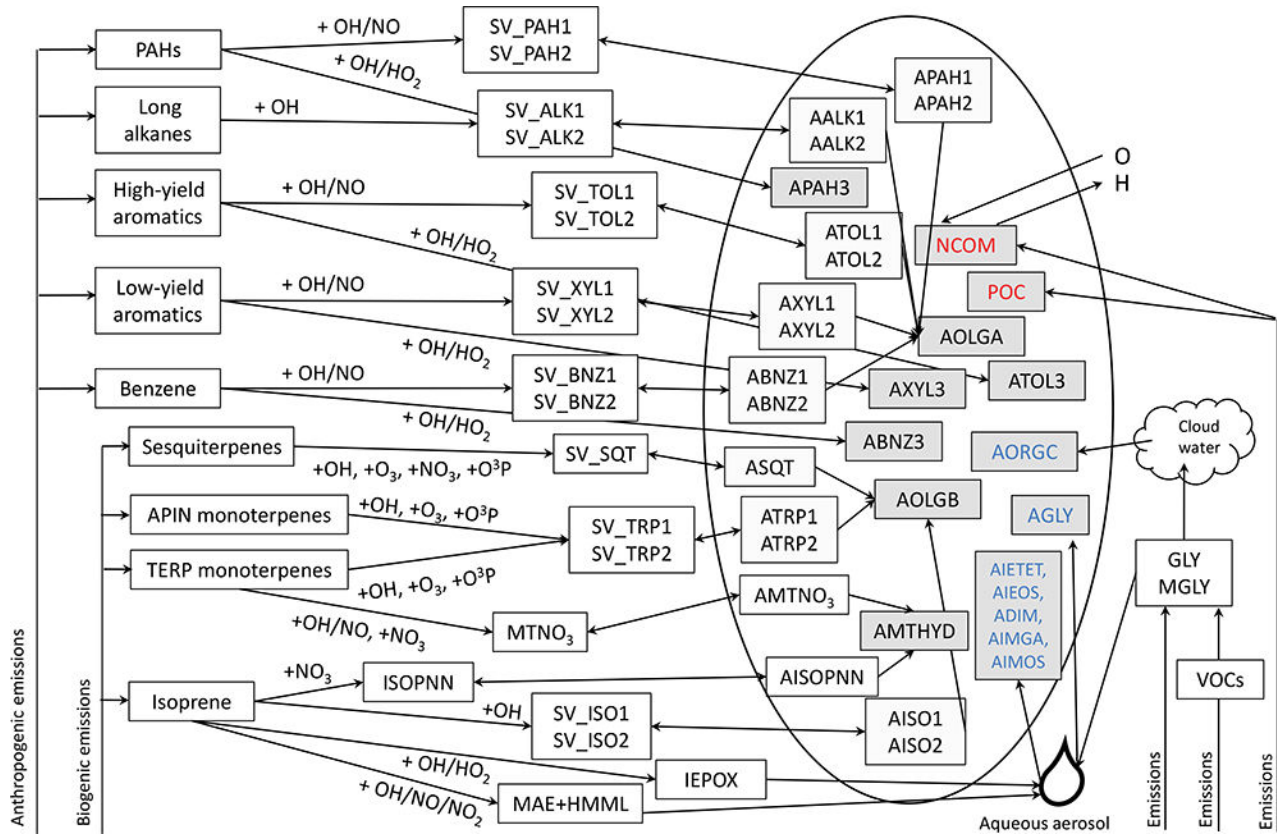 PAHs
+ OH/NO
SV_PAH1
SV_PAH2
+ OH/HO₂
APAH1
APAH2
Long
alkanes
+ OH
SV_ALK1
SV_ALK2
AALK1
AALK2
APAH3
O
H
High-yield
aromatics
+ OH/NO
SV_TOL1
SV_TOL2
+ OH/HO₂
ATOL1
ATOL2
NCOM
POC
Low-yield
aromatics
+ OH/NO
SV_XYL1
SV_XYL2
+ OH/HO₂
AXYL1
AXYL2
AOLGA
Benzene
+ OH/NO
SV_BNZ1
SV_BNZ2
+ OH/HO₂
ABNZ1
ABNZ2
AXYL3
ATOL3
ABNZ3
Sesquiterpenes
+OH, +O₃, +NO₃, +O³P
SV_SQT
ASQT
AOLGB
AORGC
Cloud
water
APIN monoterpenes
+OH, +O₃, +O³P
SV_TRP1
SV_TRP2
ATRP1
ATRP2
AGLY
TERP monoterpenes
+OH, +O₃, +O³P
+OH/NO, +NO₃
MTNO₃
AMTNO₃
AMTHYD
AIETET,
AIEOS,
ADIM,
AIMGA,
AIMOS
GLY
MGLY
VOCs
Isoprene
+NO₃
ISOPNN
AISOPNN
+OH
SV_ISO1
SV_ISO2
AISO1
AISO2
+ OH/HO₂
IEPOX
+ OH/NO/NO₂
MAE+HMML
Aqueous aerosol
Anthropogenic emissions
Biogenic emissions
Emissions
Emissions
Emissions